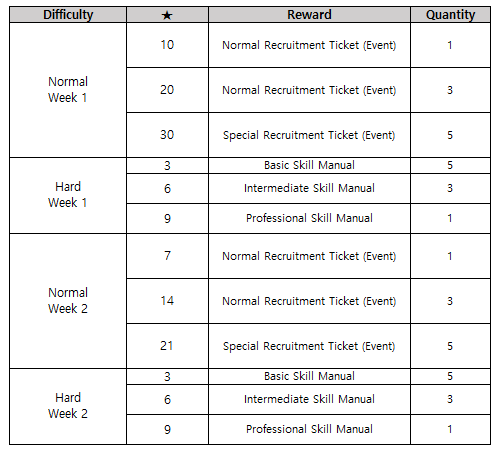 Difficulty ★ Reward Quantity
Normal
Week 1
10 Normal Recruitment Ticket (Event) 1
20 Normal Recruitment Ticket (Event) 3
30 Special Recruitment Ticket (Event) 5
Hard
Week 1
3 Basic Skill Manual 5
6 Intermediate Skill Manual 3
9 Professional Skill Manual 1
Normal
Week 2
7 Normal Recruitment Ticket (Event) 1
14 Normal Recruitment Ticket (Event) 3
21 Special Recruitment Ticket (Event) 5
Hard
Week 2
3 Basic Skill Manual 5
6 Intermediate Skill Manual 3
9 Professional Skill Manual 1